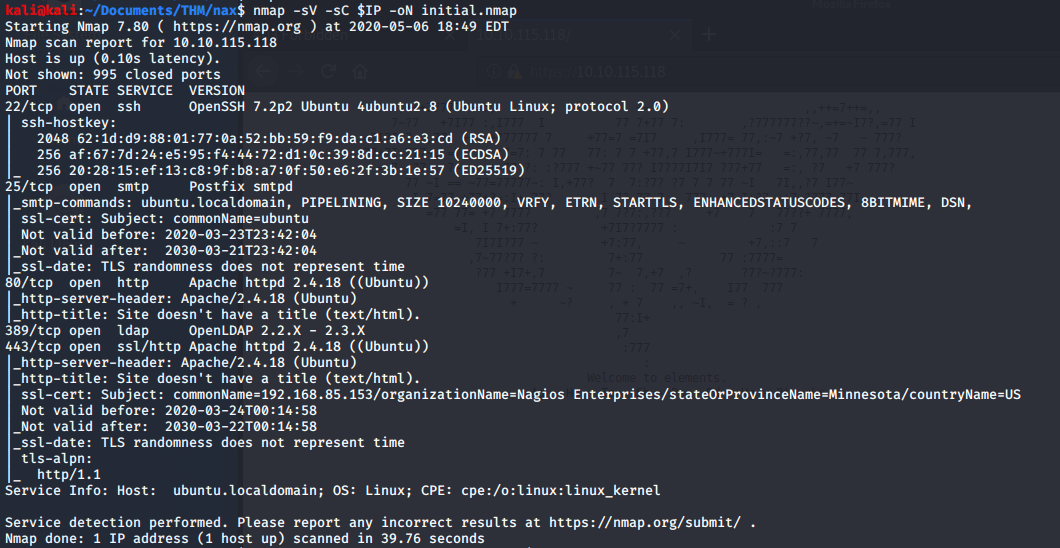 kali@kali:~/Documents/THM/nax$ nmap -sV -sC $IP -oN initial.nmap
Starting Nmap 7.80 ( https://nmap.org ) at 2020-05-06 18:49 EDT
Nmap scan report for 10.10.115.118
Host is up (0.10s latency).
Not shown: 995 closed ports
PORT    STATE SERVICE  VERSION
22/tcp  open  ssh      OpenSSH 7.2p2 Ubuntu 4ubuntu2.8 (Ubuntu Linux; protocol 2.0)
| ssh-hostkey:
|   2048 62:1d:d9:88:01:77:0a:52:bb:59:f9:da:c1:a6:e3:cd (RSA)
|   256 af:67:7d:24:e5:95:f4:44:72:d1:0c:39:8d:cc:21:15 (ECDSA)
|_  256 20:28:15:ef:13:c8:9f:b8:a7:0f:50:e6:2f:3b:1e:57 (ED25519)
25/tcp  open  smtp     Postfix smtpd
|_smtp-commands: ubuntu.localdomain, PIPELINING, SIZE 10240000, VRFY, ETRN, STARTTLS, ENHANCEDSTATUSCODES, 8BITMIME, DSN,
| ssl-cert: Subject: commonName=ubuntu
| Not valid before: 2020-03-23T23:42:04
|_Not valid after:  2030-03-21T23:42:04
|_ssl-date: TLS randomness does not represent time
80/tcp  open  http     Apache httpd 2.4.18 ((Ubuntu))
|_http-server-header: Apache/2.4.18 (Ubuntu)
|_http-title: Site doesn't have a title (text/html).
389/tcp open  ldap     OpenLDAP 2.2.X - 2.3.X
443/tcp open  ssl/http Apache httpd 2.4.18 ((Ubuntu))
|_http-server-header: Apache/2.4.18 (Ubuntu)
|_http-title: Site doesn't have a title (text/html).
| ssl-cert: Subject: commonName=192.168.85.153/organizationName=Nagios Enterprises/stateOrProvinceName=Minnesota/countryName=US
| Not valid before: 2020-03-24T00:14:58
|_Not valid after:  2030-03-22T00:14:58
|_ssl-date: TLS randomness does not represent time
| tls-alpn:
|_  http/1.1
Service Info: Host:  ubuntu.localdomain; OS: Linux; CPE: cpe:/o:linux:linux_kernel

Service detection performed. Please report any incorrect results at https://nmap.org/submit/ .
Nmap done: 1 IP address (1 host up) scanned in 39.76 seconds
Mozilla Firefox
10.10.115.118/
https://10.10.115.118
Welcome to elements.